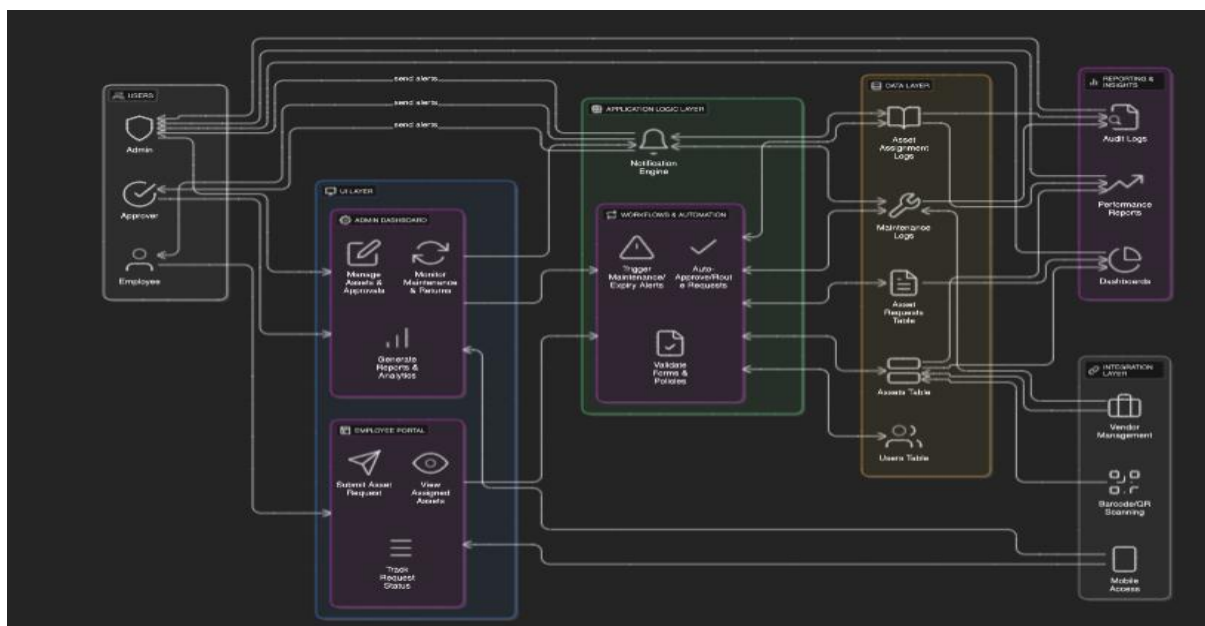 USERS
Admin
Approver
Employee
send alerts
send alerts
send alerts
UI LAYER
ADMIN DASHBOARD
Manage
Assets &
Approvals
Monitor
Maintenance
& Returns
Generate
Reports &
Analytics
EMPLOYEE PORTAL
Submit Asset
Request
View
Assigned
Assets
Track
Request
Status
APPLICATION LOGIC LAYER
Notification
Engine
WORKFLOWS & AUTOMATION
Trigger
Maintenance/
Expiry Alerts
Auto-
Approve/Rout
e Requests
Validate
Forms &
Policies
DATA LAYER
Asset
Assignment
Logs
Maintenance
Logs
Asset
Requests
Table
Assets Table
Users Table
REPORTING &
INSIGHTS
Audit Logs
Performance
Reports
Dashboards
INTEGRATION
LAYER
Vendor
Management
Barcode/QR
Scanning
Mobile
Access